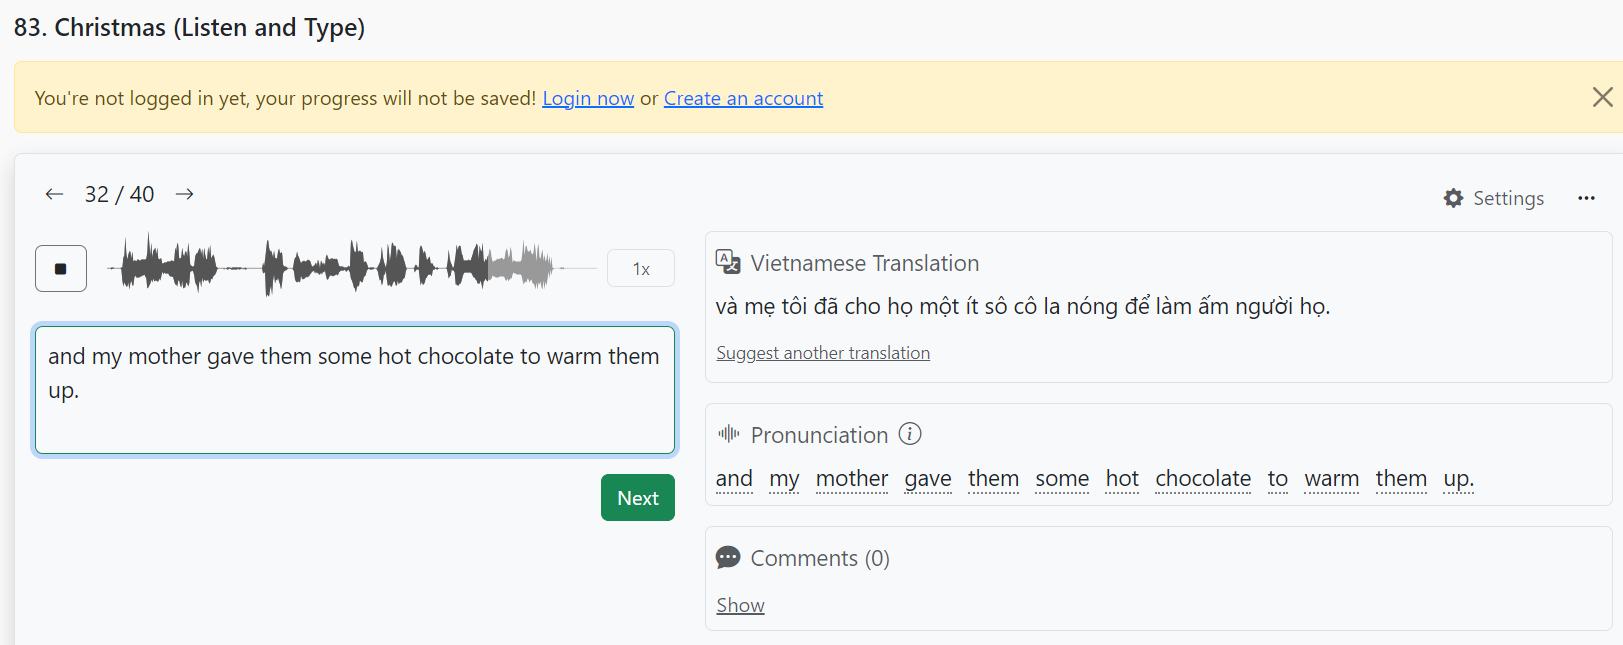 83. Christmas (Listen and Type)
You're not logged in yet, your progress will not be saved! Login now or Create an account
32 / 40
Settings
1x
and my mother gave them some hot chocolate to warm them
up.
Next
Vietnamese Translation
và mẹ tôi đã cho họ một ít sô cô la nóng để làm ấm người họ.
Suggest another translation
Pronunciation
and my mother gave them some hot chocolate to warm them up.
Comments (0)
Show